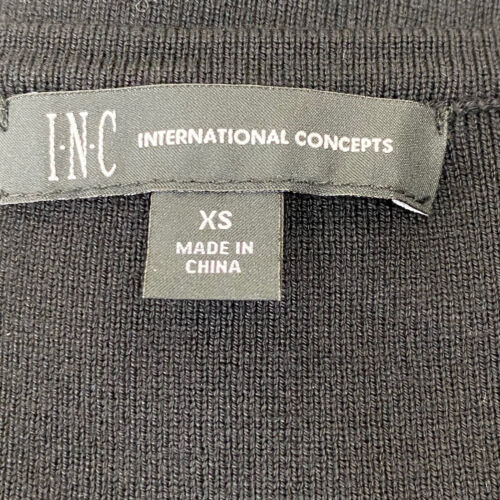 I·N·C INTERNATIONAL CONCEPTS
XS
MADE IN
CHINA